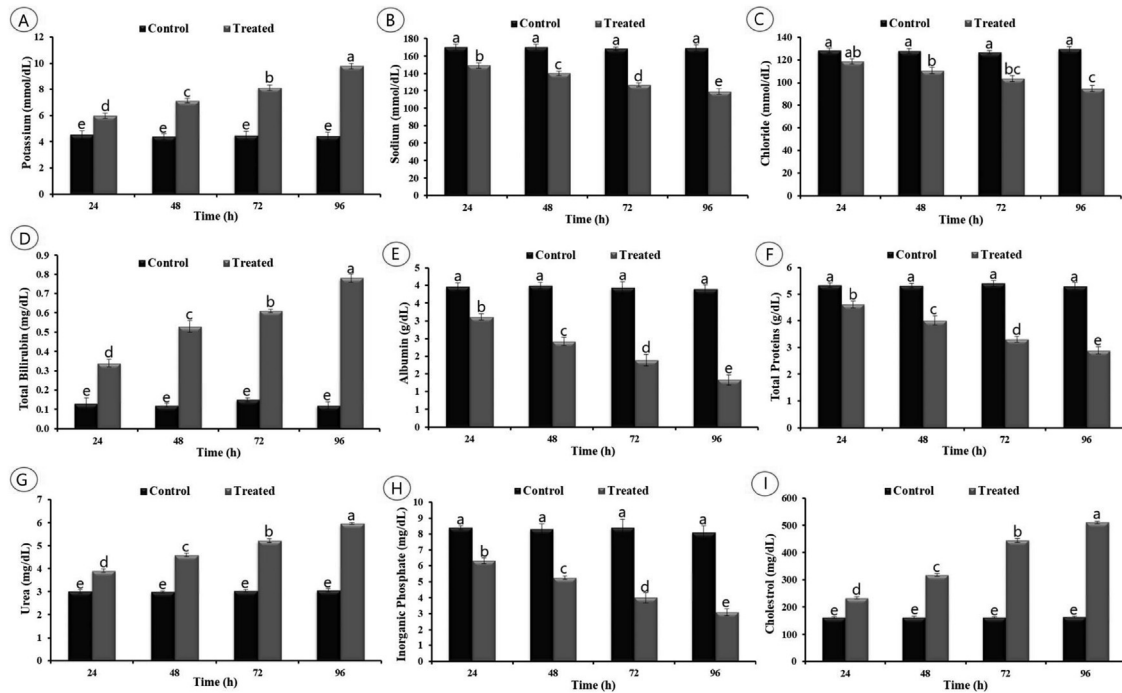 A
Control Treated
Potassium (mmol/dL)
12
10
8
6
4
2
0
e d e c e b e a
24 48 72 96
Time (h)
B
Control Treated
Sodium (mmol/dL)
180
160
140
120
100
80
60
40
20
0
a b a c a d a e
24 48 72 96
Time (h)
C
Control Treated
Chloride (mmol/dL)
140
120
100
80
60
40
20
0
a ab a b a bc a c
24 48 72 96
Time (h)
D
Control Treated
Total Bilirubin (mg/dL)
0.9
0.8
0.7
0.6
0.5
0.4
0.3
0.2
0.1
0.0
e d e c e b e a
24 48 72 96
Time (h)
E
Control Treated
Albumin (g/dL)
4
4
3
3
2
2
1
1
0
a b a c a d a e
24 48 72 96
Time (h)
F
Control Treated
Total Proteins (g/dL)
6
5
4
3
2
1
0
a b a c a d a e
24 48 72 96
Time (h)
G
Control Treated
Urea (mg/dL)
7
6
5
4
3
2
1
0
e d e c e b e a
24 48 72 96
Time (h)
H
Control Treated
Inorganic Phosphate (mg/dL)
10
9
8
7
6
5
4
3
2
1
0
a b a c a d a e
24 48 72 96
Time (h)
I
Control Treated
Cholestrol (mg/dL)
600
500
400
300
200
100
0
e d e c e b e a
24 48 72 96
Time (h)